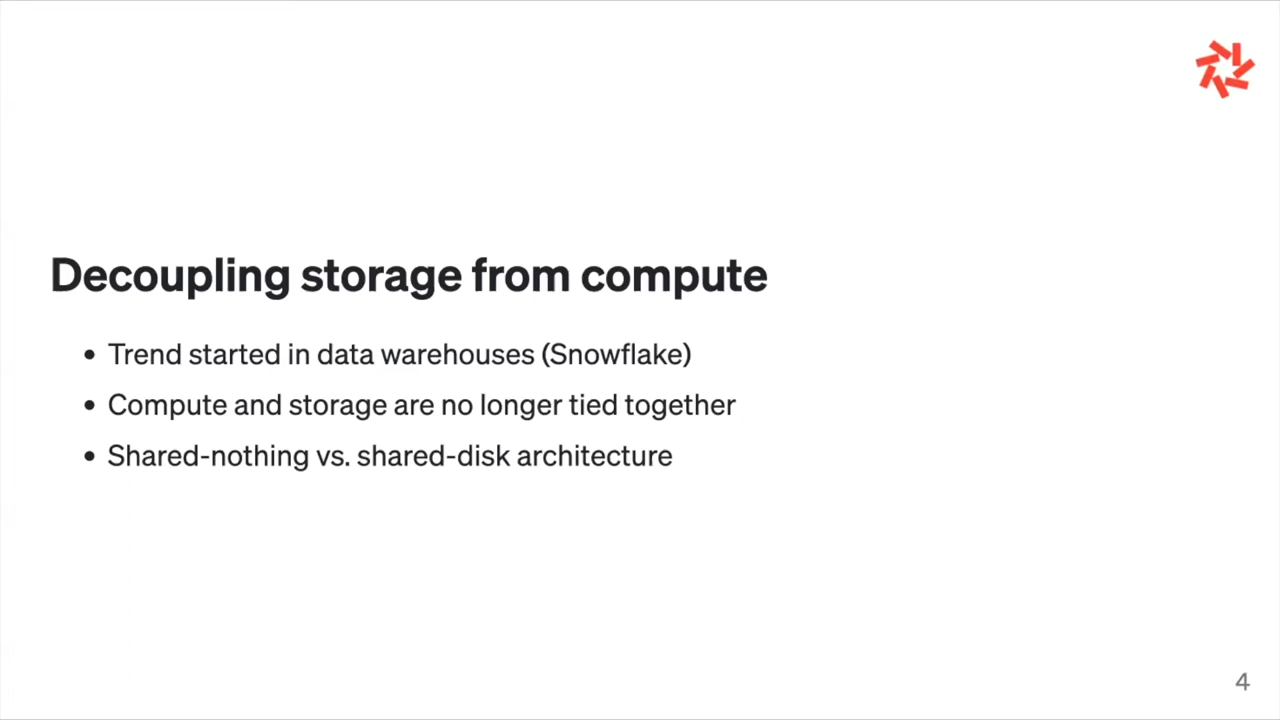 Decoupling storage from compute
• Trend started in data warehouses (Snowflake)
• Compute and storage are no longer tied together
• Shared-nothing vs. shared-disk architecture
4